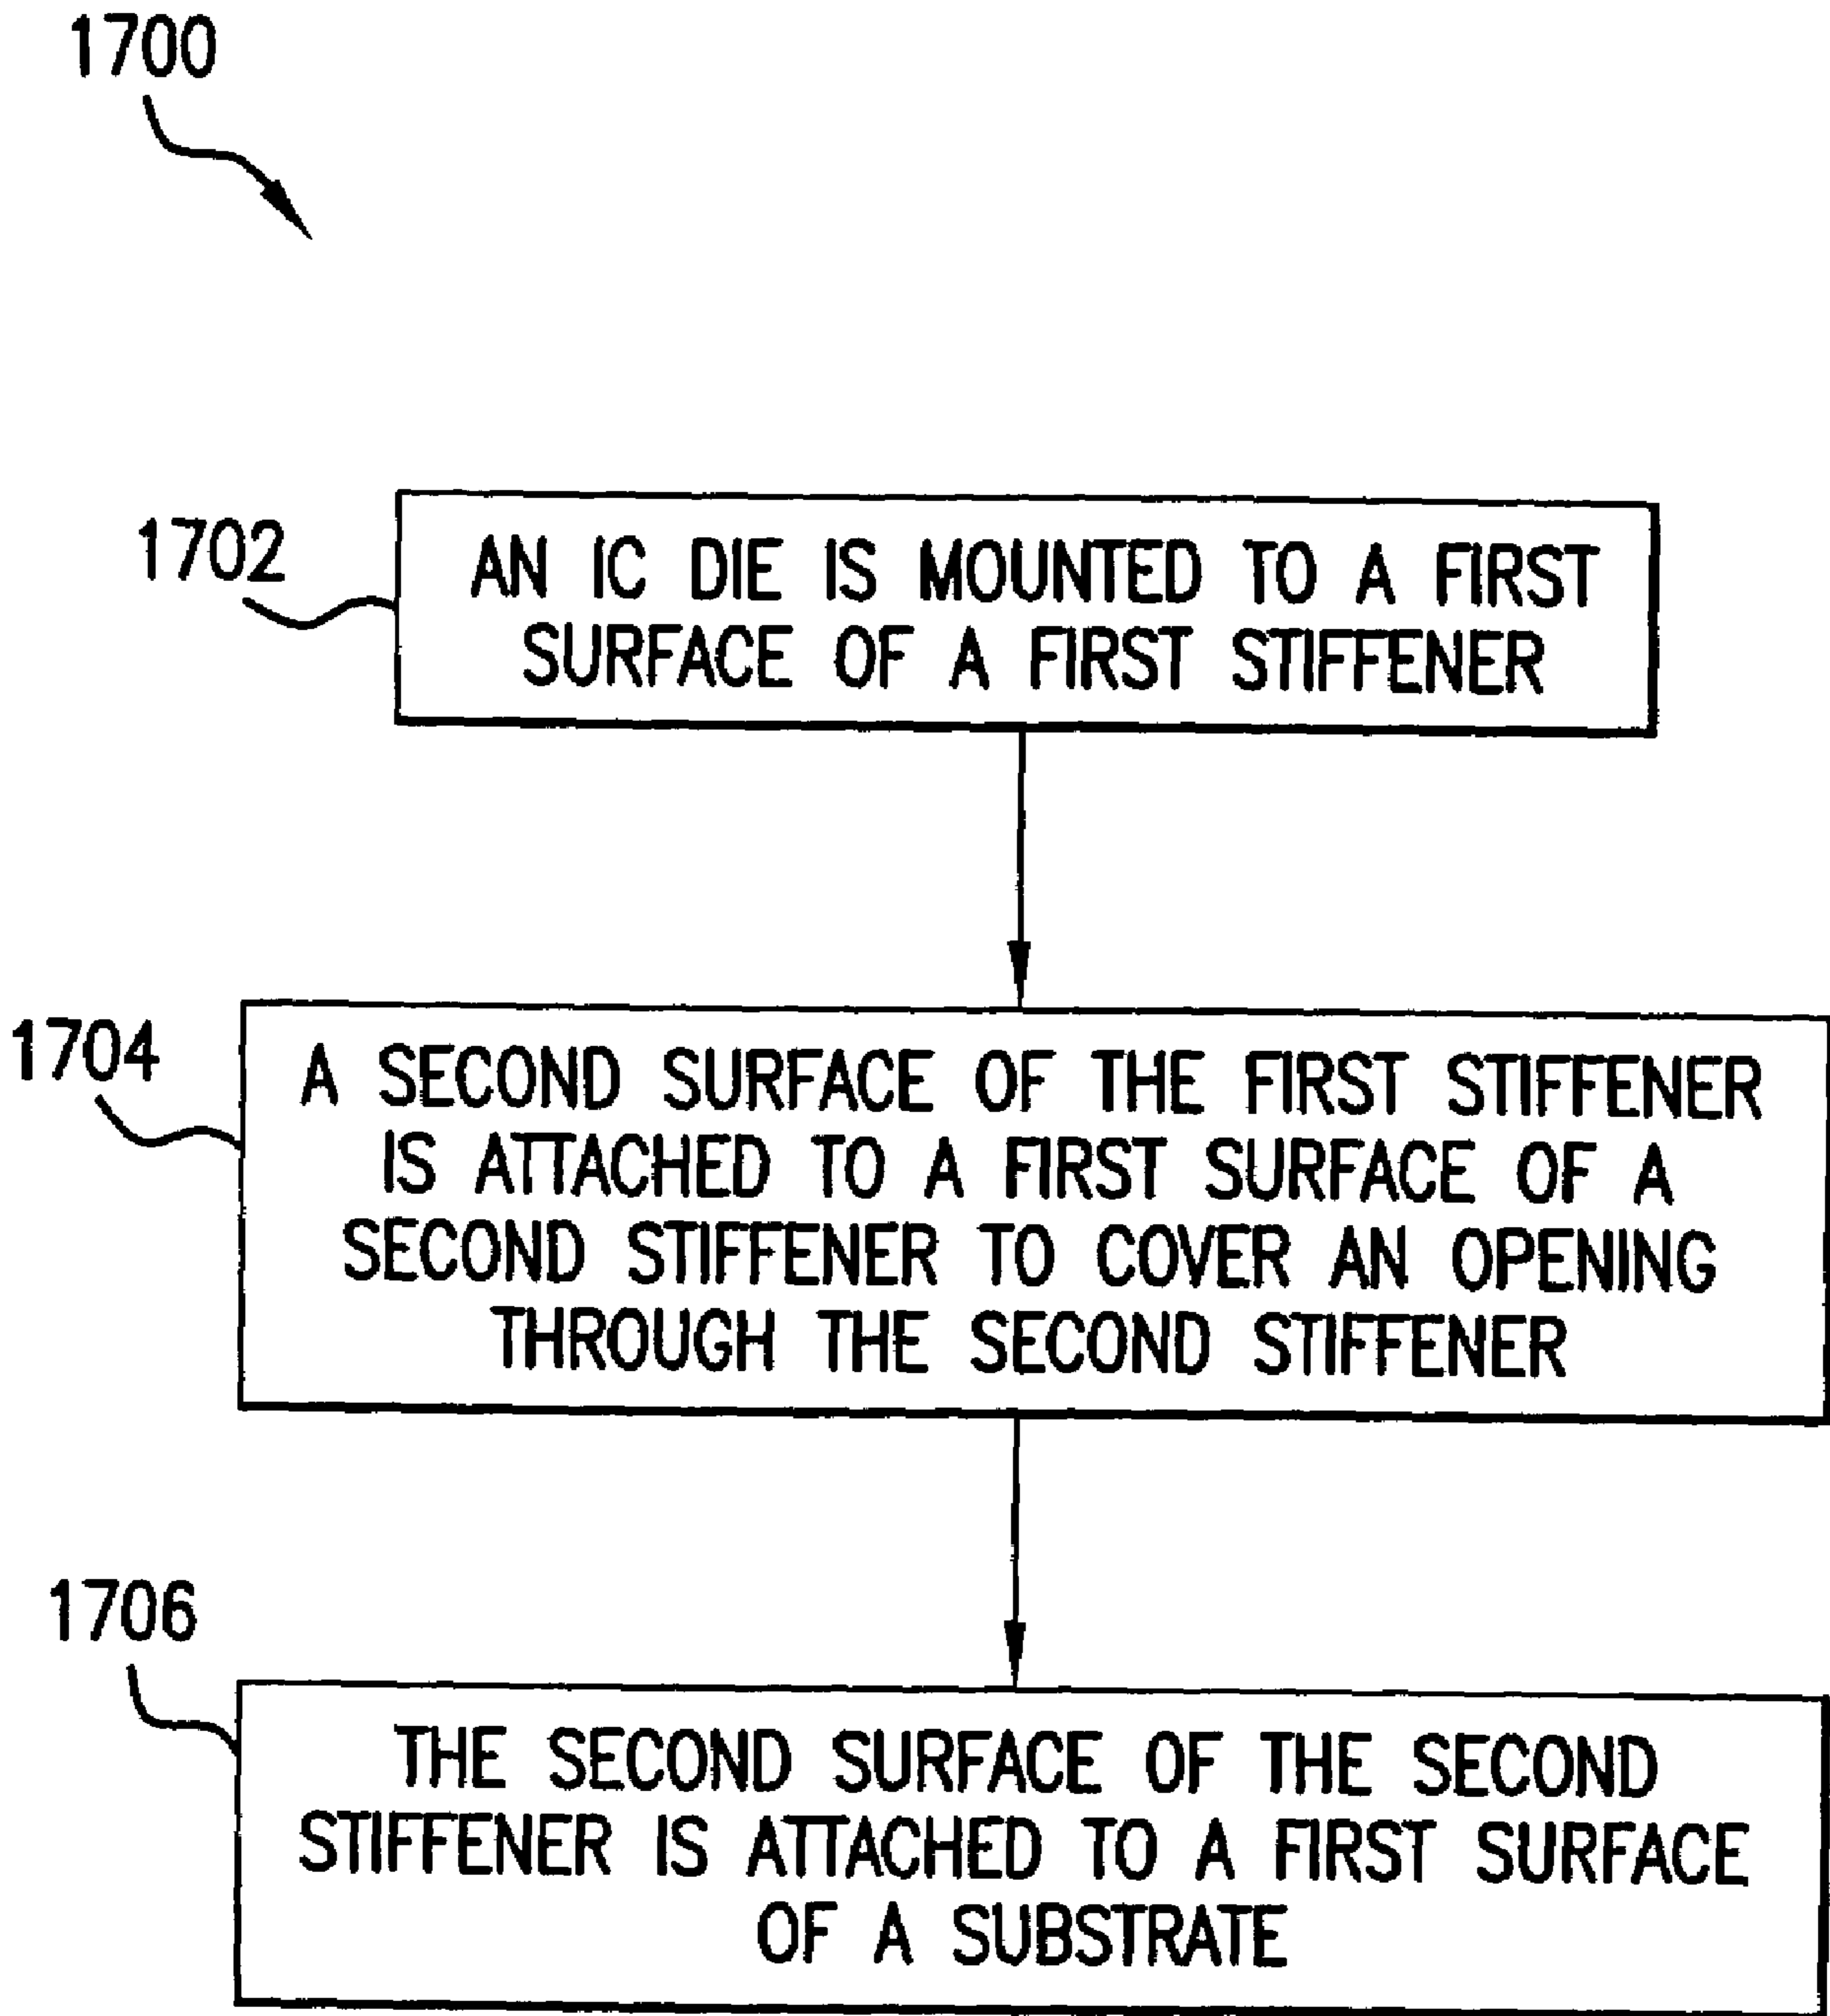 1700
1702
AN IC DIE IS MOUNTED TO A FIRST
SURFACE OF A FIRST STIFFENER
1704
A SECOND SURFACE OF THE FIRST STIFFENER
IS ATTACHED TO A FIRST SURFACE OF A
SECOND STIFFENER TO COVER AN OPENING
THROUGH THE SECOND STIFFENER
1706
THE SECOND SURFACE OF THE SECOND
STIFFENER IS ATTACHED TO A FIRST SURFACE
OF A SUBSTRATE